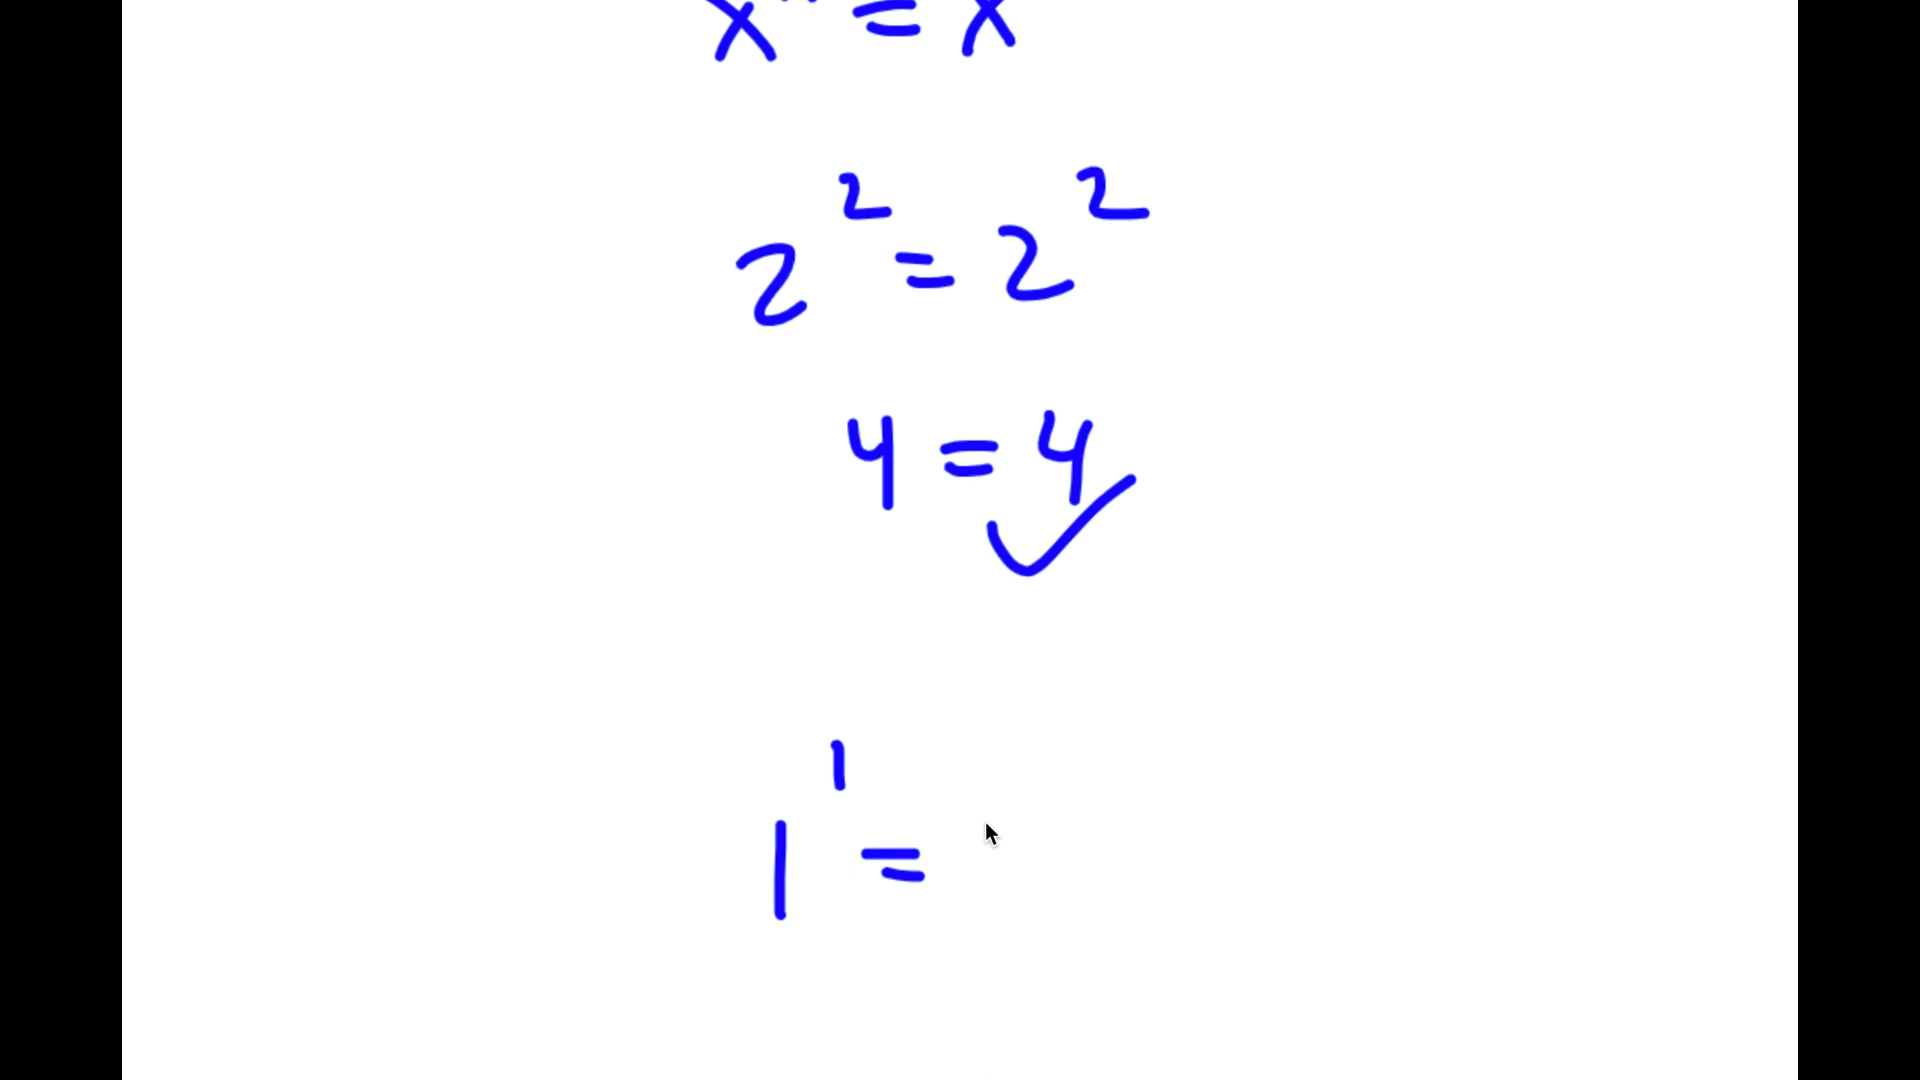 x = x
2² = 2²
4 = 4 ✓
1¹ =